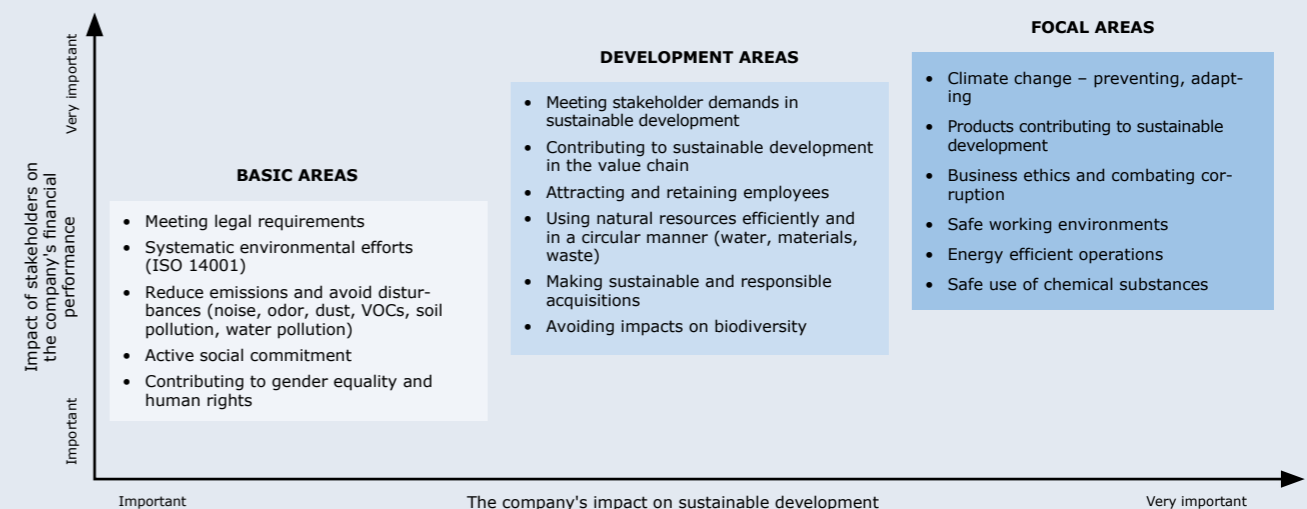 FOCAL AREAS
• Climate change – preventing, adapt-
ing
• Products contributing to sustainable
development
• Business ethics and combating cor-
ruption
• Safe working environments
• Energy efficient operations
• Safe use of chemical substances
DEVELOPMENT AREAS
• Meeting stakeholder demands in
sustainable development
• Contributing to sustainable development
in the value chain
• Attracting and retaining employees
• Using natural resources efficiently and
in a circular manner (water, materials,
waste)
• Making sustainable and responsible
acquisitions
• Avoiding impacts on biodiversity
BASIC AREAS
• Meeting legal requirements
• Systematic environmental efforts
(ISO 14001)
• Reduce emissions and avoid distur-
bances (noise, odor, dust, VOCs, soil
pollution, water pollution)
• Active social commitment
• Contributing to gender equality and
human rights
Very important
Impact of stakeholders on
the company's financial
performance
Important
Important
The company's impact on sustainable development
Very important